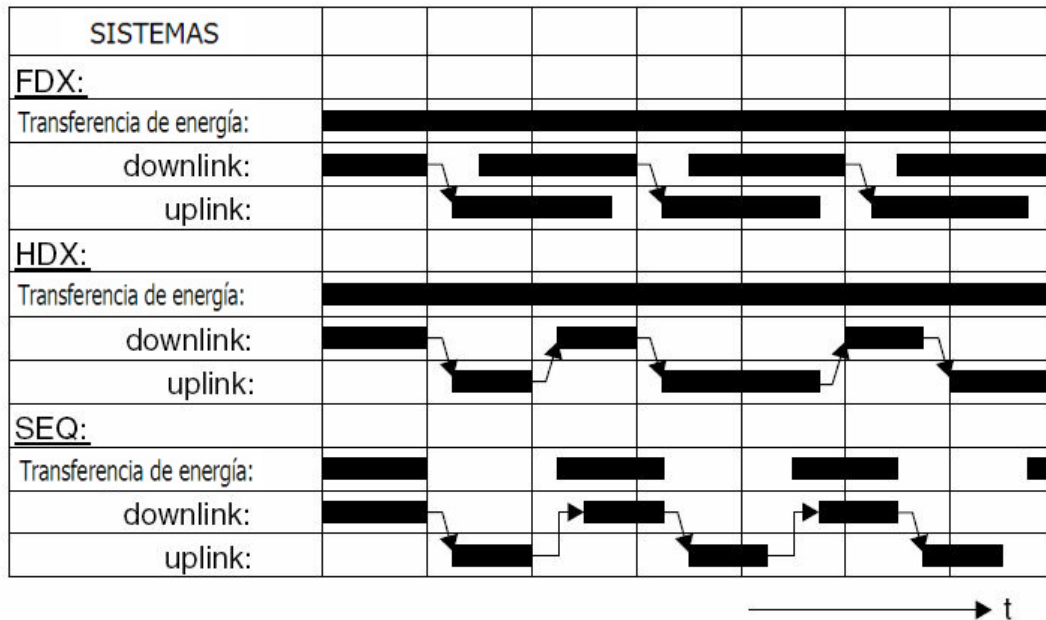 SISTEMAS
FDX:
Transferencia de energía:
downlink:
uplink:
HDX:
Transferencia de energía:
downlink:
uplink:
SEQ:
Transferencia de energía:
downlink:
uplink:
t